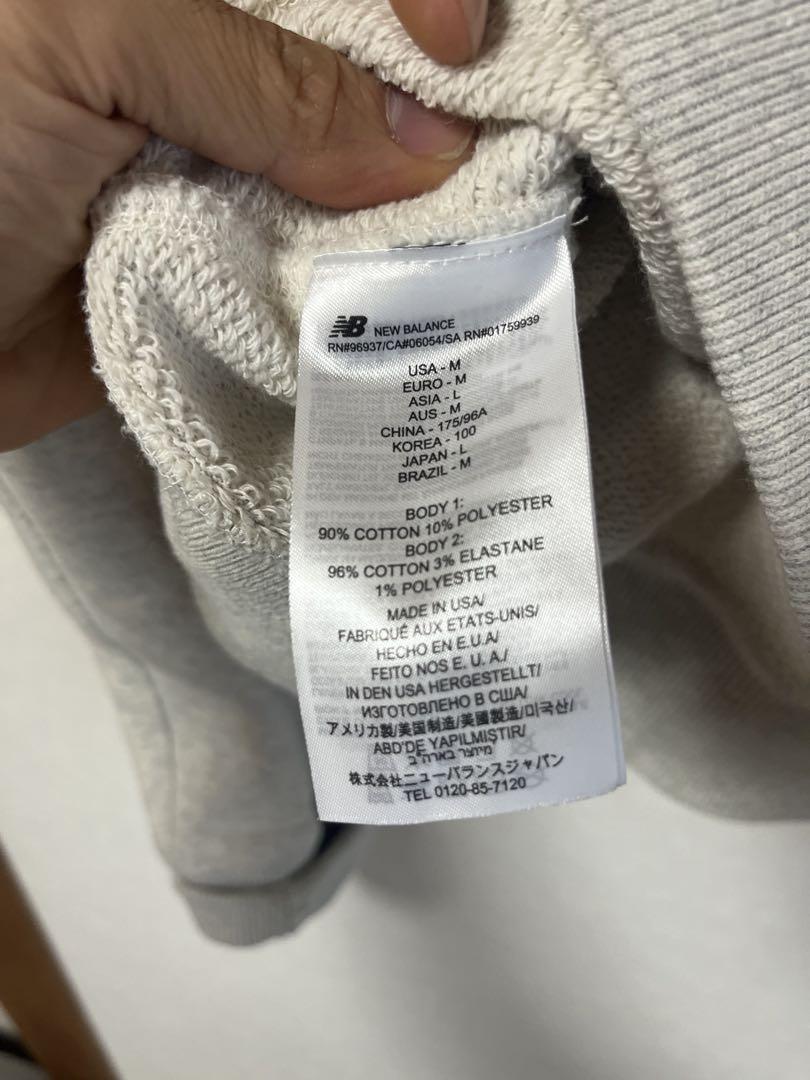 NB NEW BALANCE
RN#96937/CA#06054/SA RN#01759939
USA - M
EURO - M
ASIA - L
AUS - M
CHINA - 175/96A
KOREA - 100
JAPAN - L
BRAZIL - M
BODY 1:
90% COTTON 10% POLYESTER
BODY 2:
96% COTTON 3% ELASTANE
1% POLYESTER
MADE IN USA/
FABRIQUÉ AUX ETATS-UNIS/
HECHO EN E.U.A/
FEITO NOS E. U. A./
IN DEN USA HERGESTELLT/
ИЗГОТОВЛЕНО В США/
アメリカ製/美国制造/美國製造/미국산/
ABD'DE YAPILMIŞTIR/
מיוצר בארה"ב
株式会社ニューバランスジャパン
TEL 0120-85-7120